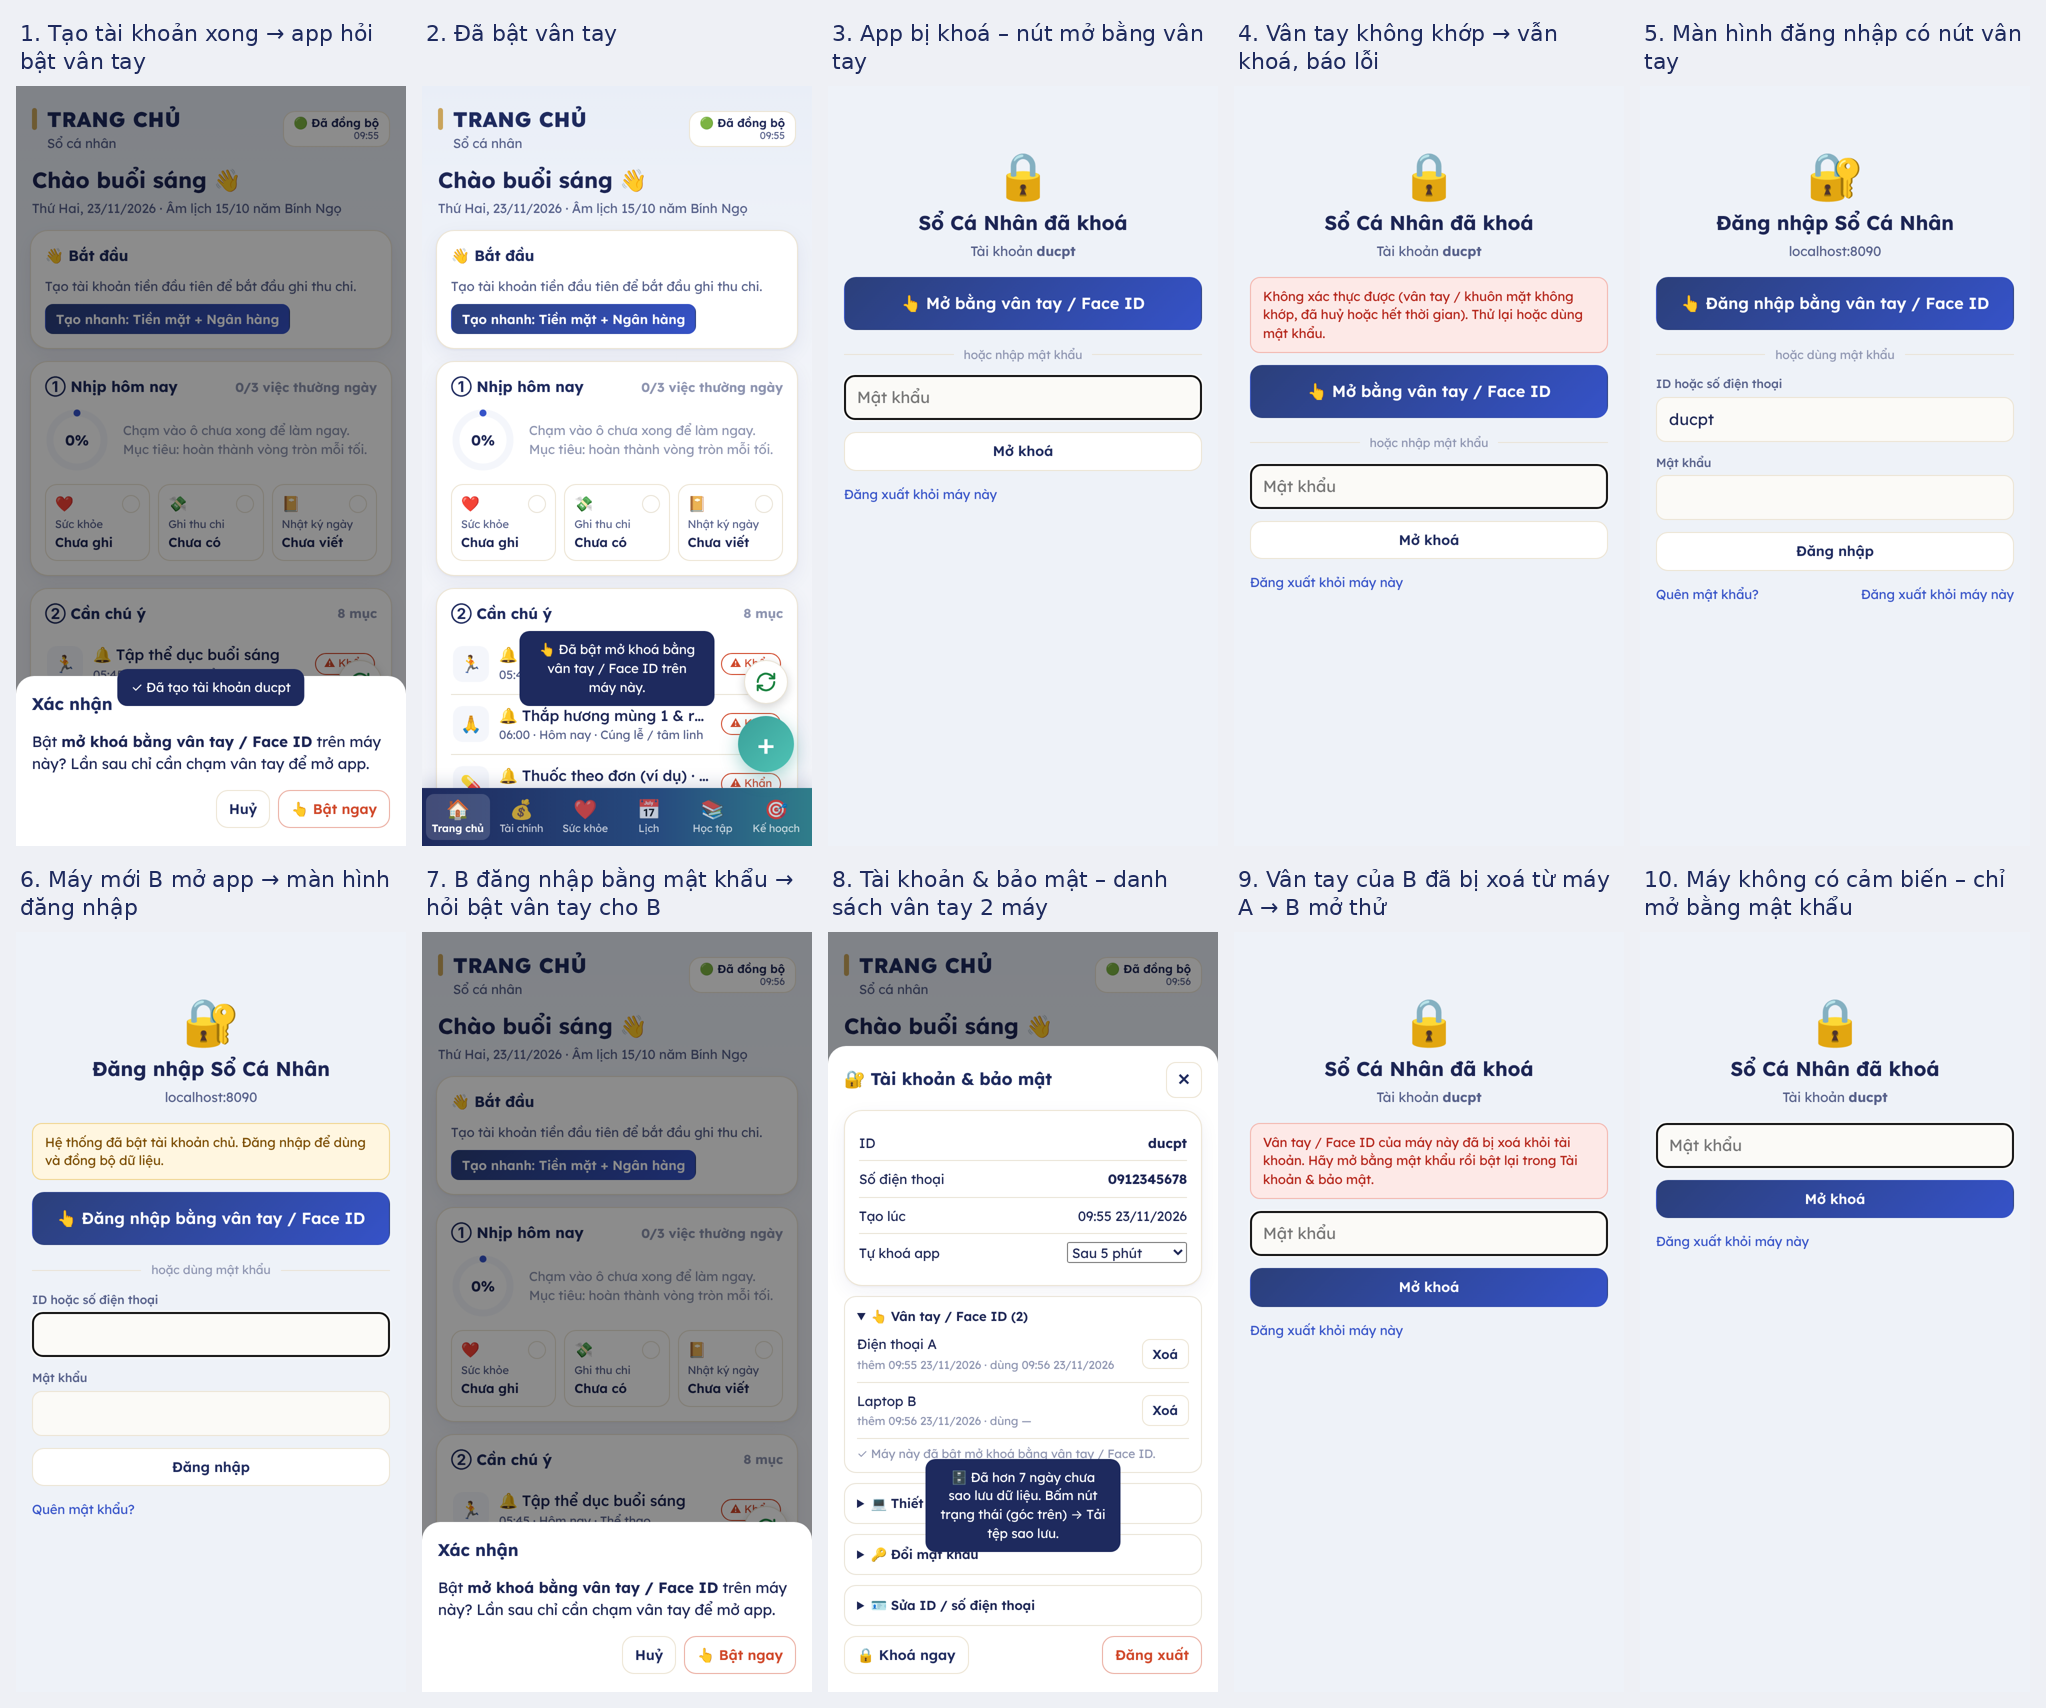 1. Tạo tài khoản xong → app hỏi
bật vân tay
TRANG CHỦ
Sổ cá nhân
Đã đồng bộ
09:55
Chào buổi sáng
Thứ Hai, 23/11/2026 · Âm lịch 15/10 năm Bính Ngọ
Bắt đầu
Tạo tài khoản tiền đầu tiên để bắt đầu ghi thu chi.
Tạo nhanh: Tiền mặt + Ngân hàng
1 Nhịp hôm nay
0/3 việc thường ngày
0%
Chạm vào ô chưa xong để làm ngay.
Mục tiêu: hoàn thành vòng tròn mỗi tối.
Sức khỏe
Chưa ghi
Ghi thu chi
Chưa có
Nhật ký ngày
Chưa viết
2 Cần chú ý
8 mục
Tập thể dục buổi sáng
✓ Đã tạo tài khoản ducpt
Xác nhận
Bật mở khoá bằng vân tay / Face ID trên máy
này? Lần sau chỉ cần chạm vân tay để mở app.
Huỷ
Bật ngay
2. Đã bật vân tay
TRANG CHỦ
Sổ cá nhân
Đã đồng bộ
09:55
Chào buổi sáng
Thứ Hai, 23/11/2026 · Âm lịch 15/10 năm Bính Ngọ
Bắt đầu
Tạo tài khoản tiền đầu tiên để bắt đầu ghi thu chi.
Tạo nhanh: Tiền mặt + Ngân hàng
1 Nhịp hôm nay
0/3 việc thường ngày
0%
Chạm vào ô chưa xong để làm ngay.
Mục tiêu: hoàn thành vòng tròn mỗi tối.
Sức khỏe
Chưa ghi
Ghi thu chi
Chưa có
Nhật ký ngày
Chưa viết
2 Cần chú ý
8 mục
Đã bật mở khoá bằng
vân tay / Face ID trên
máy này.
Thắp hương mùng 1 & r...
06:00 · Hôm nay · Cúng lễ / tâm linh
Thuốc theo đơn (ví dụ) · ...
Khẩn
+
Trang chủ
Tài chính
Sức khỏe
Lịch
Học tập
Kế hoạch
3. App bị khoá – nút mở bằng vân
tay
Sổ Cá Nhân đã khoá
Tài khoản ducpt
Mở bằng vân tay / Face ID
hoặc nhập mật khẩu
Mật khẩu
Mở khoá
Đăng xuất khỏi máy này
4. Vân tay không khớp → vẫn
khoá, báo lỗi
Sổ Cá Nhân đã khoá
Tài khoản ducpt
Không xác thực được (vân tay / khuôn mặt không
khớp, đã huỷ hoặc hết thời gian). Thử lại hoặc dùng
mật khẩu.
Mở bằng vân tay / Face ID
hoặc nhập mật khẩu
Mật khẩu
Mở khoá
Đăng xuất khỏi máy này
5. Màn hình đăng nhập có nút vân
tay
Đăng nhập Sổ Cá Nhân
localhost:8090
Đăng nhập bằng vân tay / Face ID
hoặc dùng mật khẩu
ID hoặc số điện thoại
ducpt
Mật khẩu
Đăng nhập
Quên mật khẩu?
Đăng xuất khỏi máy này
6. Máy mới B mở app → màn hình
đăng nhập
Đăng nhập Sổ Cá Nhân
localhost:8090
Hệ thống đã bật tài khoản chủ. Đăng nhập để dùng
và đồng bộ dữ liệu.
Đăng nhập bằng vân tay / Face ID
hoặc dùng mật khẩu
ID hoặc số điện thoại
Mật khẩu
Đăng nhập
Quên mật khẩu?
7. B đăng nhập bằng mật khẩu →
hỏi bật vân tay cho B
TRANG CHỦ
Sổ cá nhân
Đã đồng bộ
09:56
Chào buổi sáng
Thứ Hai, 23/11/2026 · Âm lịch 15/10 năm Bính Ngọ
Bắt đầu
Tạo tài khoản tiền đầu tiên để bắt đầu ghi thu chi.
Tạo nhanh: Tiền mặt + Ngân hàng
1 Nhịp hôm nay
0/3 việc thường ngày
0%
Chạm vào ô chưa xong để làm ngay.
Mục tiêu: hoàn thành vòng tròn mỗi tối.
Sức khỏe
Chưa ghi
Ghi thu chi
Chưa có
Nhật ký ngày
Chưa viết
2 Cần chú ý
8 mục
Tập thể dục buổi sáng
05:45 · Hôm nay · Thể thao
Xác nhận
Bật mở khoá bằng vân tay / Face ID trên máy
này? Lần sau chỉ cần chạm vân tay để mở app.
Huỷ
Bật ngay
8. Tài khoản & bảo mật – danh
sách vân tay 2 máy
TRANG CHỦ
Sổ cá nhân
Đã đồng bộ
09:56
Chào buổi sáng
Tài khoản & bảo mật
✕
ID
ducpt
Số điện thoại
0912345678
Tạo lúc
09:55 23/11/2026
Tự khoá app
Sau 5 phút
▼ Vân tay / Face ID (2)
Điện thoại A
thêm 09:55 23/11/2026 · dùng 09:56 23/11/2026
Xoá
Laptop B
thêm 09:56 23/11/2026 · dùng —
Xoá
✓ Máy này đã bật mở khoá bằng vân tay / Face ID.
Đã hơn 7 ngày chưa
sao lưu dữ liệu. Bấm nút
trạng thái (góc trên) → Tải
tệp sao lưu.
▶ Thiết
▶ Đổi mật khẩu
▶ Sửa ID / số điện thoại
Khoá ngay
Đăng xuất
9. Vân tay của B đã bị xoá từ máy
A → B mở thử
Sổ Cá Nhân đã khoá
Tài khoản ducpt
Vân tay / Face ID của máy này đã bị xoá khỏi tài
khoản. Hãy mở bằng mật khẩu rồi bật lại trong Tài
khoản & bảo mật.
Mật khẩu
Mở khoá
Đăng xuất khỏi máy này
10. Máy không có cảm biến – chỉ
mở bằng mật khẩu
Sổ Cá Nhân đã khoá
Tài khoản ducpt
Mật khẩu
Mở khoá
Đăng xuất khỏi máy này